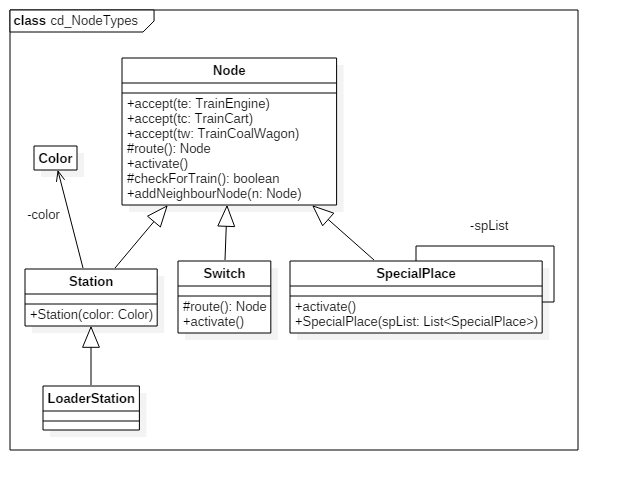 class cd_NodeTypes
Node
+accept(te: TrainEngine)
+accept(tc: TrainCart)
+accept(tw: TrainCoalWagon)
#route(): Node
+activate()
#checkForTrain(): boolean
+addNeighbourNode(n: Node)
Color
-color
-spList
Station
+Station(color: Color)
Switch
#route(): Node
+activate()
SpecialPlace
+activate()
+SpecialPlace(spList: List<SpecialPlace>)
LoaderStation